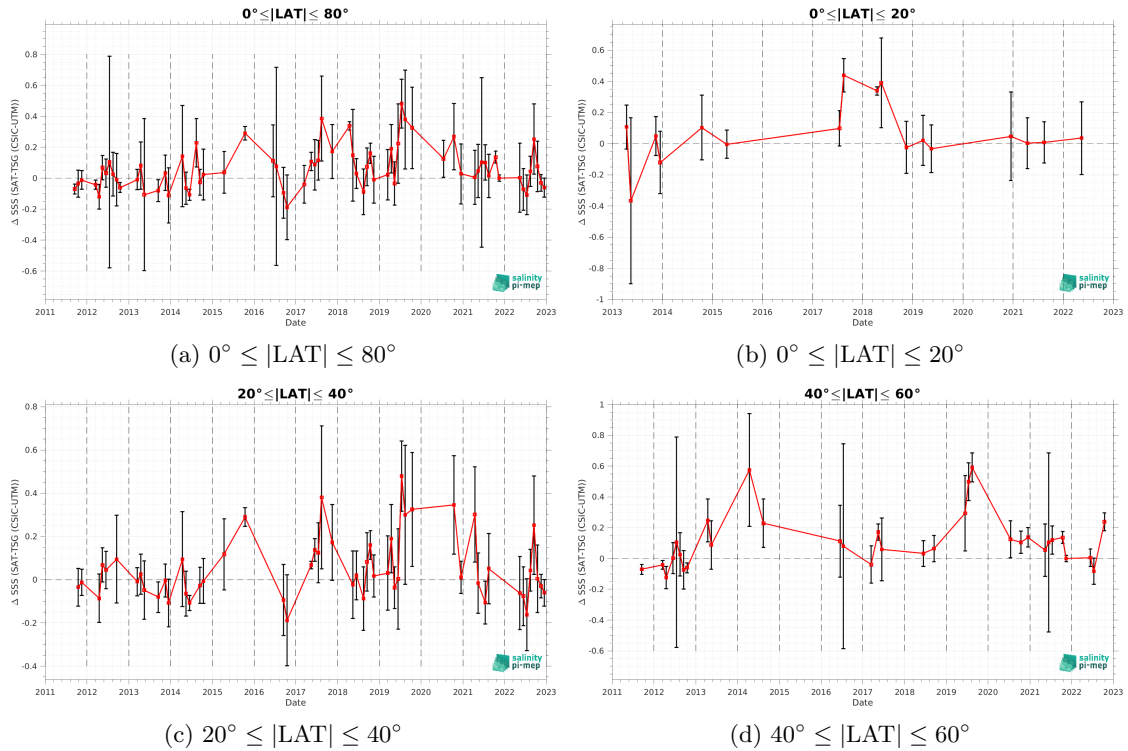 0°≤|LAT|≤ 80°
Δ SSS (SAT-TSG (CSIC-UTM))
0.8
0.6
0.4
0.2
0
-0.2
-0.4
-0.6
2011 2012 2013 2014 2015 2016 2017 2018 2019 2020 2021 2022 2023
Date
salinity
pi-mep
(a) 0° ≤ |LAT| ≤ 80°
0°≤|LAT|≤ 20°
Δ SSS (SAT-TSG (CSIC-UTM))
0.6
0.4
0.2
0
-0.2
-0.4
-0.6
-0.8
-1
2013 2014 2015 2016 2017 2018 2019 2020 2021 2022 2023
Date
salinity
pi-mep
(b) 0° ≤ |LAT| ≤ 20°
20°≤|LAT|≤ 40°
Δ SSS (SAT-TSG (CSIC-UTM))
0.8
0.6
0.4
0.2
0
-0.2
-0.4
2011 2012 2013 2014 2015 2016 2017 2018 2019 2020 2021 2022 2023
Date
salinity
pi-mep
(c) 20° ≤ |LAT| ≤ 40°
40°≤|LAT|≤ 60°
Δ SSS (SAT-TSG (CSIC-UTM))
1
0.8
0.6
0.4
0.2
0
-0.2
-0.4
-0.6
2011 2012 2013 2014 2015 2016 2017 2018 2019 2020 2021 2022 2023
Date
salinity
pi-mep
(d) 40° ≤ |LAT| ≤ 60°